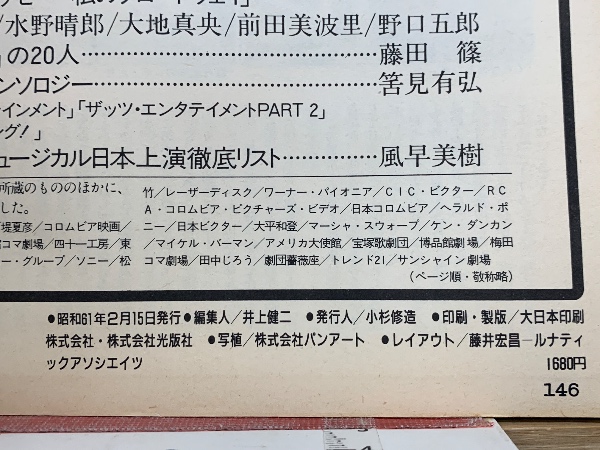 /水野晴郎/大地真央/前田美波里/野口五郎
」の20人……………………………藤田　篠
ンソロジー……………………………筈見有弘
ラインメント」「ザッツ・エンタテイメントPART 2」
ング!」
ュージカル日本上演徹底リスト……………風早美樹
所蔵のもののほかに、
した。
堤夏彦/コロムビア映画/
コマ劇場/四十一工房/東
ー・グループ/ソニー/松
竹/レーザーディスク/ワーナー・パイオニア/CIC・ビクター/RC
A・コロムビア・ピクチャーズ・ビデオ/日本コロムビア/ヘラルド・ポ
ニー/日本ビクター/大平和登/マーシャ・スウォープ/ケン・ダンカン
/マイケル・バーマン/アメリカ大使館/宝塚歌劇団/博品館劇場/梅田
コマ劇場/田中じろう/劇団薔薇座/トレンド21/サンシャイン劇場
(ページ順・敬称略)
●昭和61年2月15日発行●編集人/井上健二　●発行人/小杉修造　●印刷・製版/大日本印刷
株式会社・株式会社光版社　●写植/株式会社バンアート　●レイアウト/藤井宏昌ールナティ
ックアソシエイツ
1680円
146